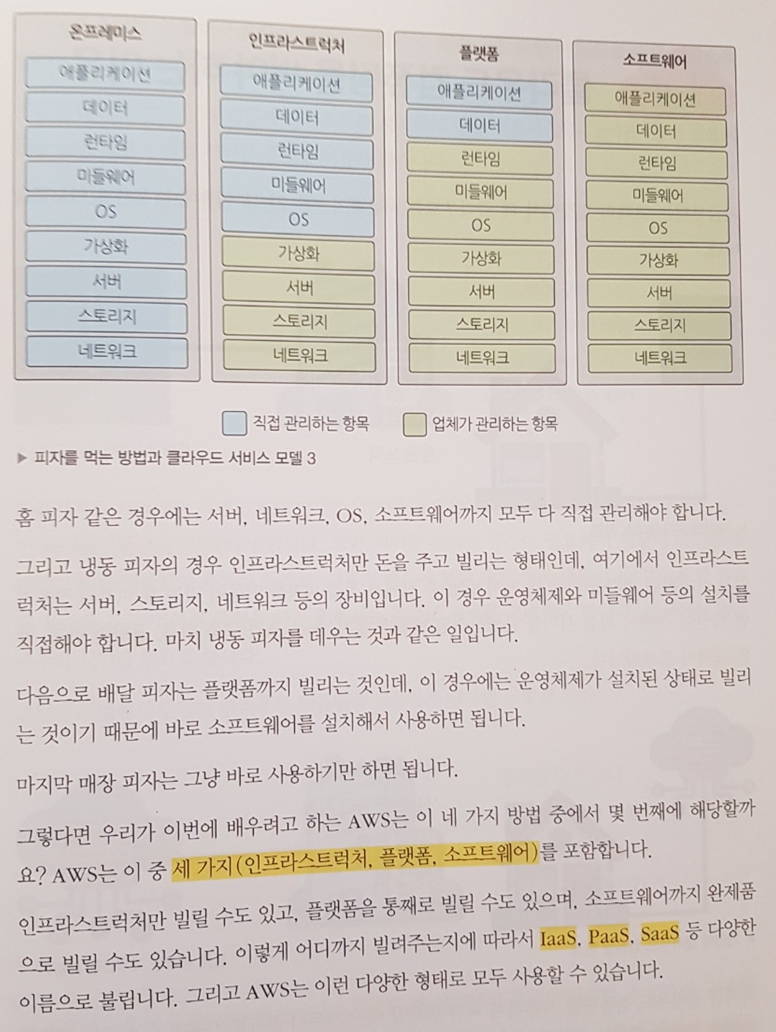 온프레미스
애플리케이션
데이터
런타임
미들웨어
OS
가상화
서버
스토리지
네트워크
인프라스트럭처
애플리케이션
데이터
런타임
미들웨어
OS
가상화
서버
스토리지
네트워크
플랫폼
애플리케이션
데이터
런타임
미들웨어
OS
가상화
서버
스토리지
네트워크
소프트웨어
애플리케이션
데이터
런타임
미들웨어
OS
가상화
서버
스토리지
네트워크
직접 관리하는 항목
업체가 관리하는 항목
▶ 피자를 먹는 방법과 클라우드 서비스 모델 3
홈 피자 같은 경우에는 서버, 네트워크, OS, 소프트웨어까지 모두 다 직접 관리해야 합니다.
그리고 냉동 피자의 경우 인프라스트럭처만 돈을 주고 빌리는 형태인데, 여기에서 인프라스트
럭처는 서버, 스토리지, 네트워크 등의 장비입니다. 이 경우 운영체제와 미들웨어 등의 설치를
직접해야 합니다. 마치 냉동 피자를 데우는 것과 같은 일입니다.
다음으로 배달 피자는 플랫폼까지 빌리는 것인데, 이 경우에는 운영체제가 설치된 상태로 빌리
는 것이기 때문에 바로 소프트웨어를 설치해서 사용하면 됩니다.
마지막 매장 피자는 그냥 바로 사용하기만 하면 됩니다.
그렇다면 우리가 이번에 배우려고 하는 AWS는 이 네 가지 방법 중에서 몇 번째에 해당할까
요? AWS는 이 중 세 가지(인프라스트럭처, 플랫폼, 소프트웨어)를 포함합니다.
인프라스트럭처만 빌릴 수도 있고, 플랫폼을 통째로 빌릴 수도 있으며, 소프트웨어까지 완제품
으로 빌릴 수도 있습니다. 이렇게 어디까지 빌려주는지에 따라서 IaaS, PaaS, SaaS 등 다양한
이름으로 불립니다. 그리고 AWS는 이런 다양한 형태로 모두 사용할 수 있습니다.